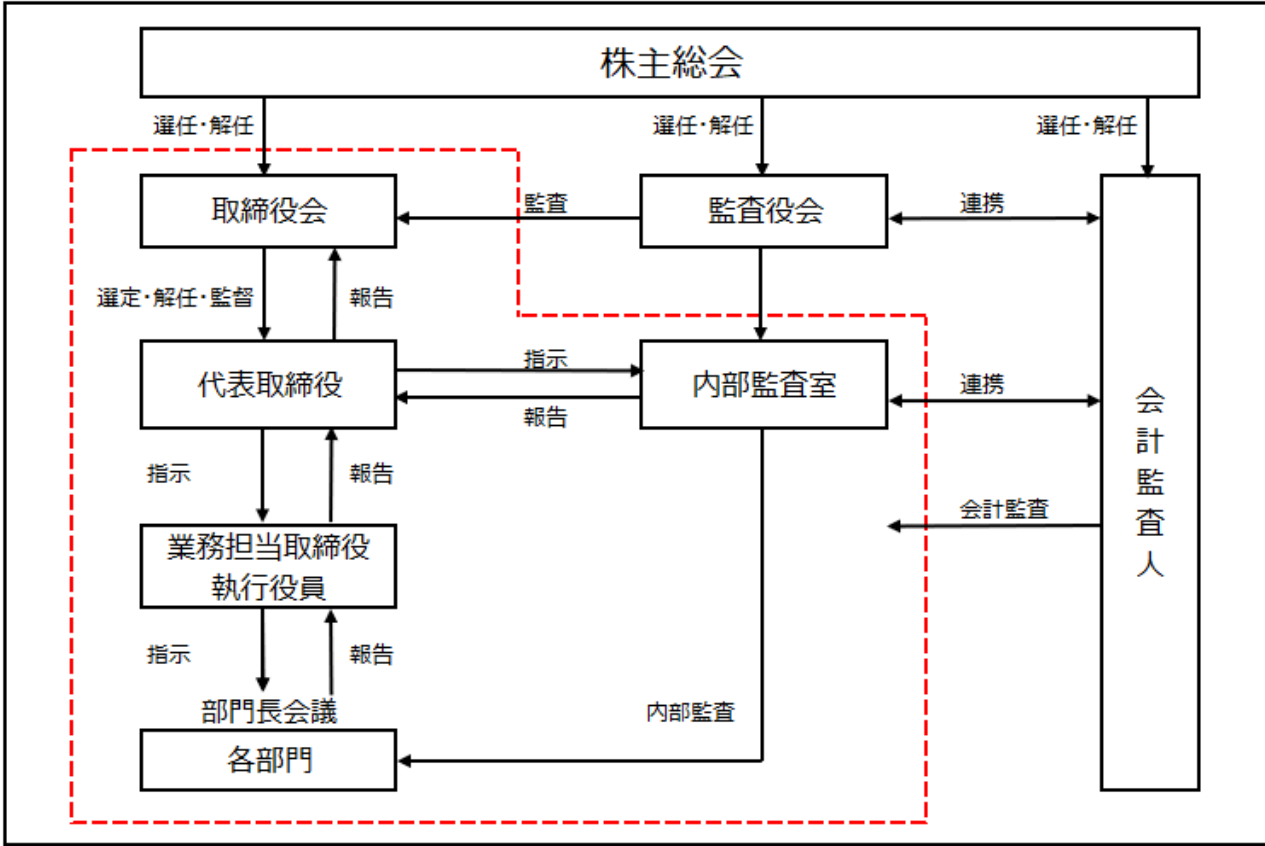 株主総会
選任・解任
選任・解任
選任・解任
取締役会
監査
監査役会
連携
選定・解任・監督
報告
代表取締役
指示
報告
内部監査室
連携
会計監査人
指示
報告
会計監査
業務担当取締役
執行役員
指示
報告
部門長会議
内部監査
各部門